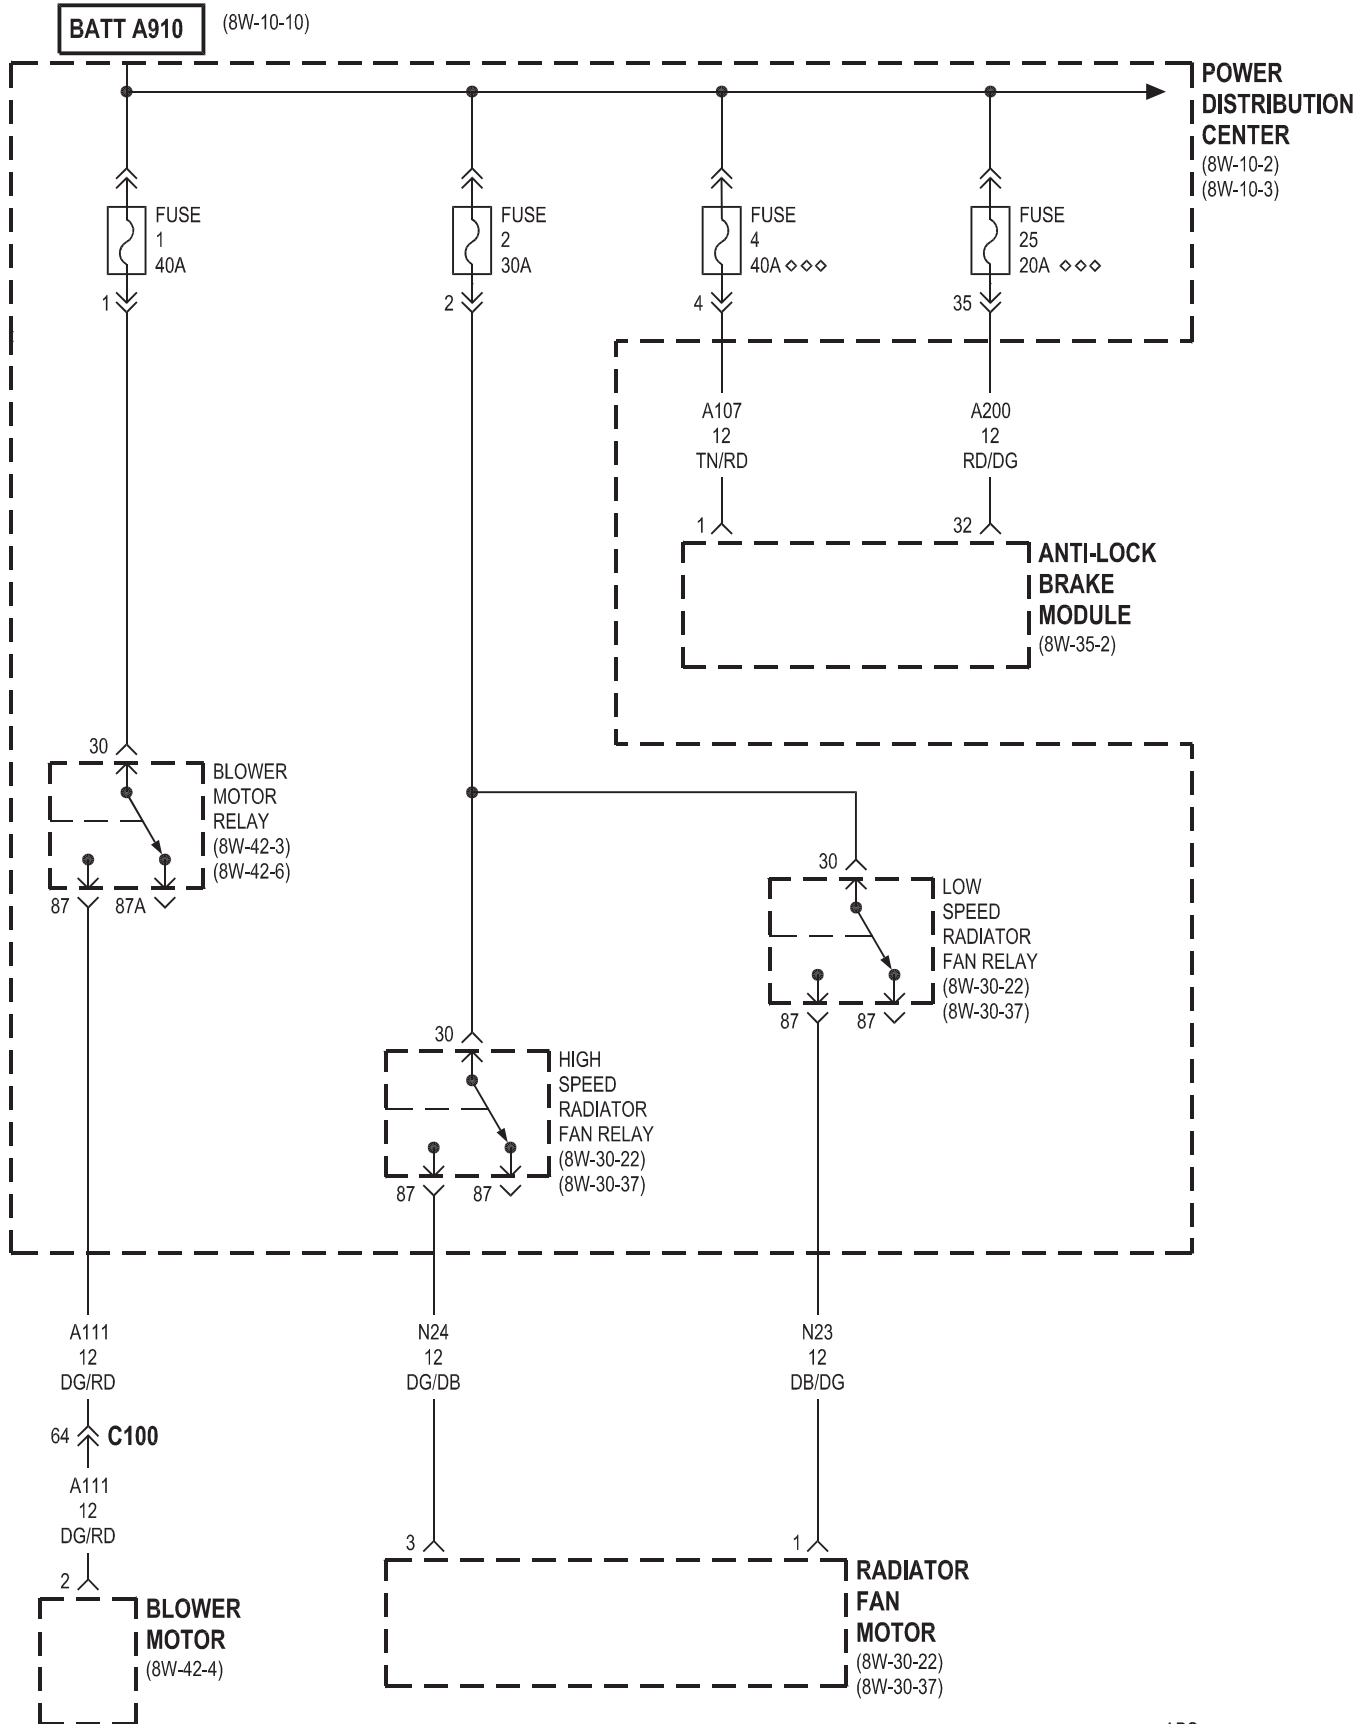 BATT A910
(8W-10-10)
POWER
DISTRIBUTION
CENTER
(8W-10-2)
(8W-10-3)
FUSE
1
40A
1
FUSE
2
30A
2
FUSE
4
40A ◇◇◇
4
FUSE
25
20A ◇◇◇
35
A107
12
TN/RD
1
A200
12
RD/DG
32
ANTI-LOCK
BRAKE
MODULE
(8W-35-2)
30
BLOWER
MOTOR
RELAY
(8W-42-3)
(8W-42-6)
87
87A
30
LOW
SPEED
RADIATOR
FAN RELAY
(8W-30-22)
(8W-30-37)
87
87
30
HIGH
SPEED
RADIATOR
FAN RELAY
(8W-30-22)
(8W-30-37)
87
87
A111
12
DG/RD
64
C100
A111
12
DG/RD
2
BLOWER
MOTOR
(8W-42-4)
N24
12
DG/DB
3
N23
12
DB/DG
1
RADIATOR
FAN
MOTOR
(8W-30-22)
(8W-30-37)